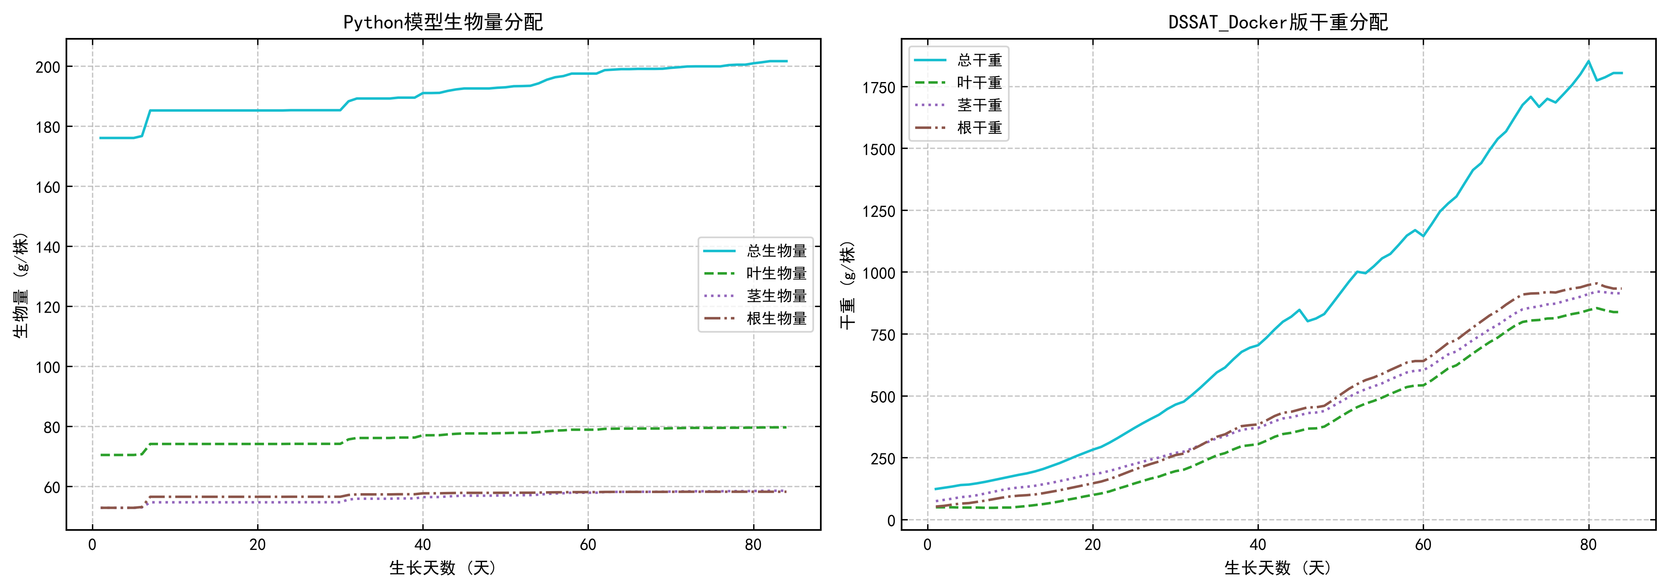 Python模型生物量分配
生物量 (g/株)
200
180
160
140
120
100
80
60
0
20
40
60
80
生长天数 (天)
总生物量
叶生物量
茎生物量
根生物量
DSSAT_Docker版干重分配
干重 (g/株)
1750
1500
1250
1000
750
500
250
0
0
20
40
60
80
生长天数 (天)
总干重
叶干重
茎干重
根干重